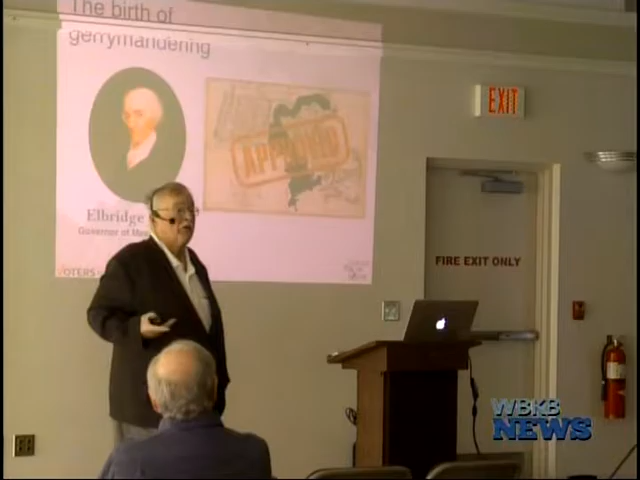 The birth of
gerrymandering
APPROVED
Elbridge
Governor of
VOTERS
EXIT
FIRE EXIT ONLY
WBKB
NEWS